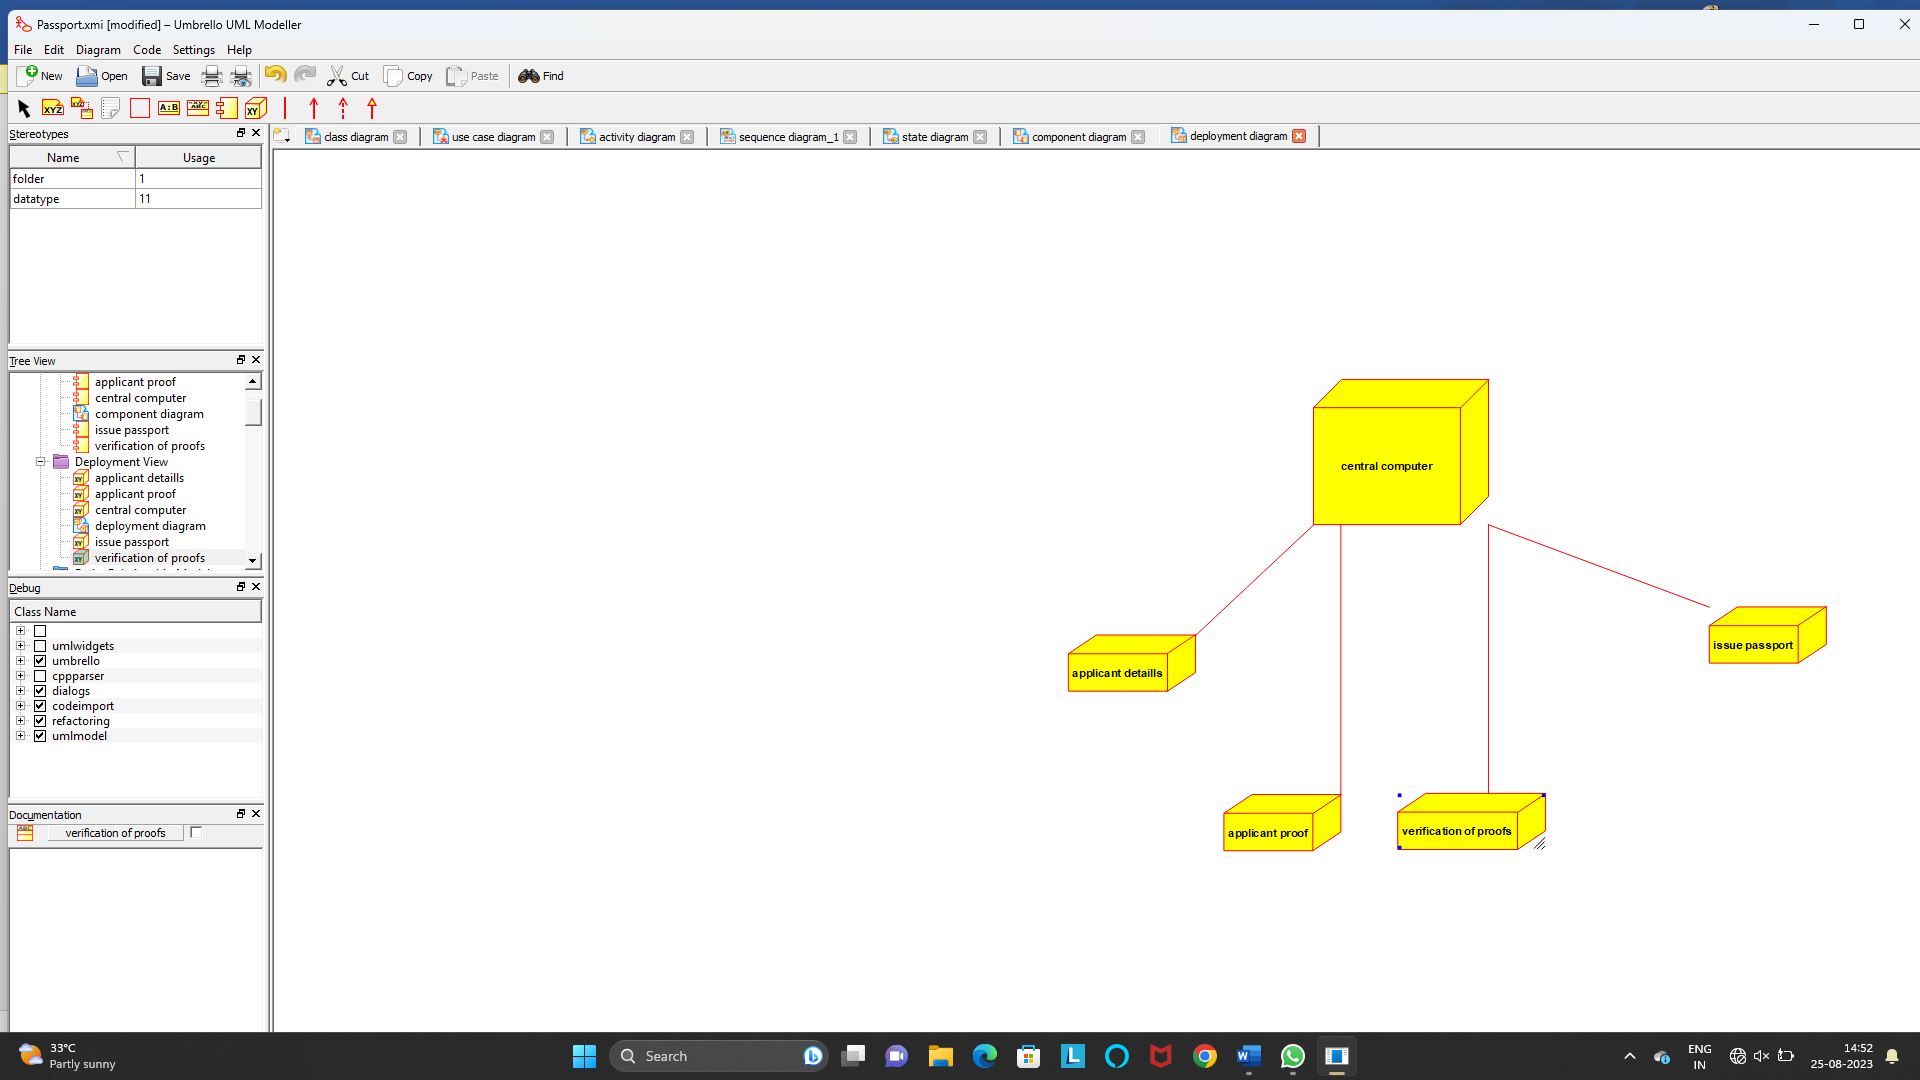 Passport.xmi [modified] – Umbrello UML Modeller
File Edit Diagram Code Settings Help
New Open Save Cut Copy Paste Find
XYZ XYZ A:B ABC XY
Stereotypes
class diagram use case diagram activity diagram sequence diagram_1 state diagram component diagram deployment diagram
Name Usage
folder 1
datatype 11
Tree View
applicant proof
central computer
component diagram
issue passport
verification of proofs
Deployment View
applicant detaills
applicant proof
central computer
deployment diagram
issue passport
verification of proofs
Debug
Class Name
umlwidgets
umbrello
cppparser
dialogs
codeimport
refactoring
umlmodel
Documentation
verification of proofs
central computer
issue passport
applicant detaills
applicant proof
verification of proofs
33°C
Partly sunny
Search
L
W
ENG
IN
14:52
25-08-2023